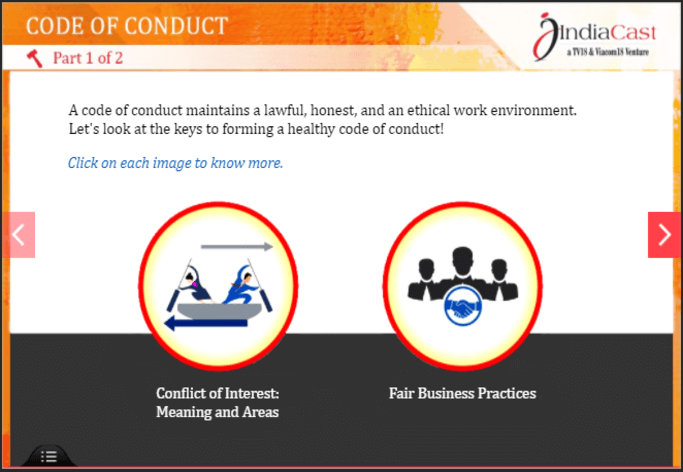 CODE OF CONDUCT
IndiaCast
a TV18 & Viacom18 Venture
Part 1 of 2
A code of conduct maintains a lawful, honest, and an ethical work environment.
Let's look at the keys to forming a healthy code of conduct!
Click on each image to know more.
Conflict of Interest:
Meaning and Areas
Fair Business Practices